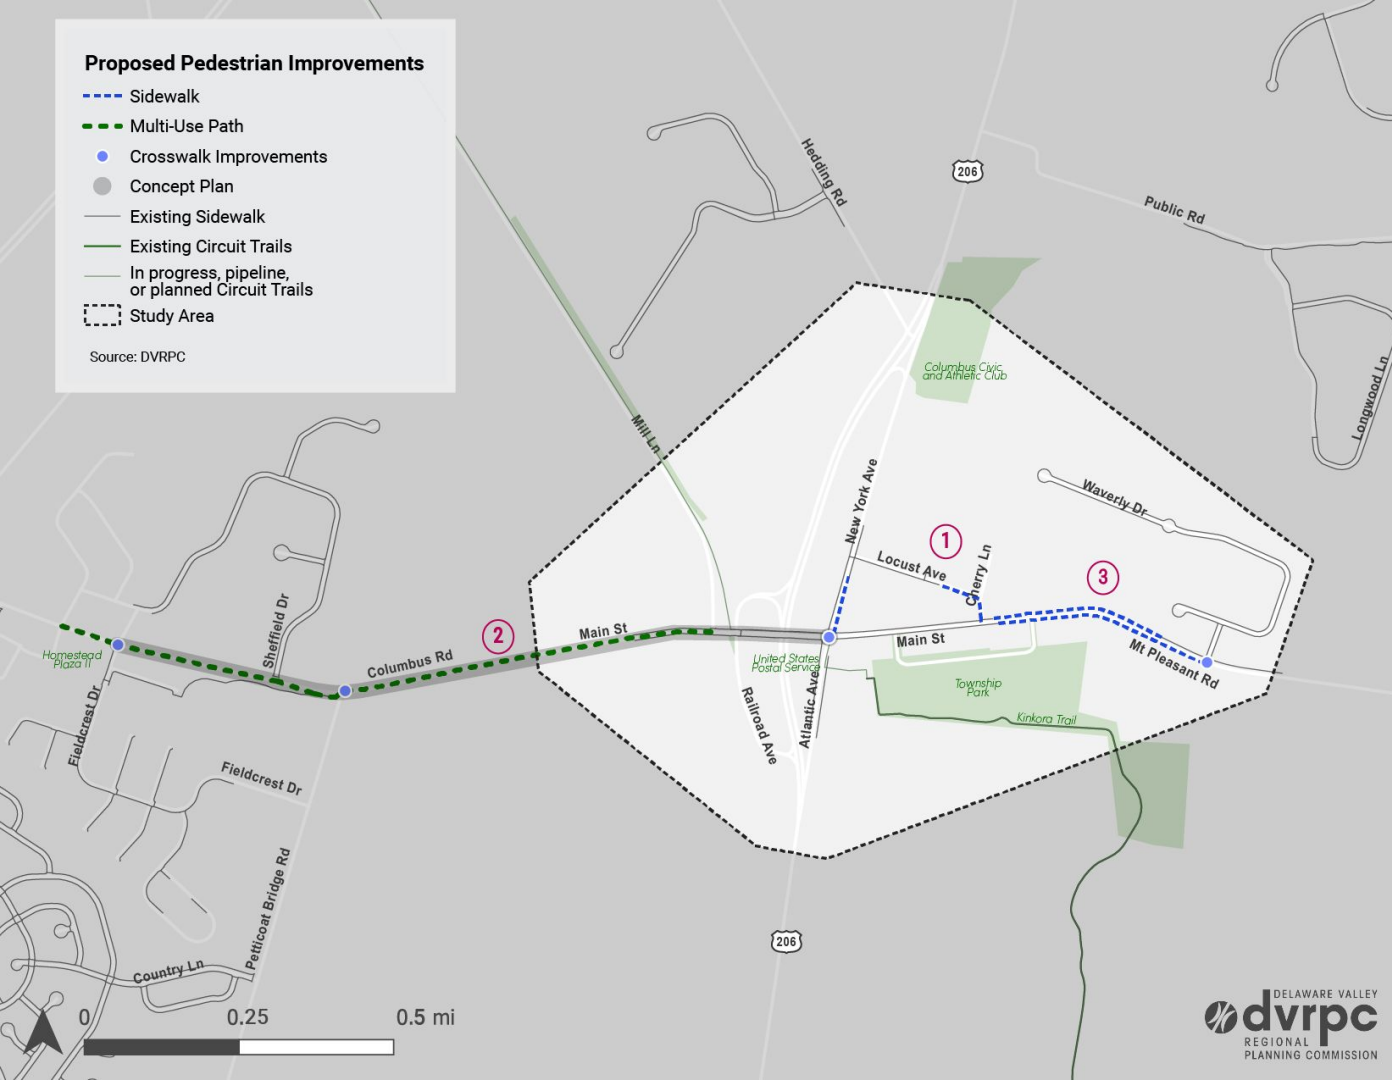 Proposed Pedestrian Improvements
Sidewalk
Multi-Use Path
Crosswalk Improvements
Concept Plan
Existing Sidewalk
Existing Circuit Trails
In progress, pipeline,
or planned Circuit Trails
Study Area
Source: DVRPC
Hedding Rd
206
Public Rd
Longwood Ln
Columbus Civic
and Athletic Club
Mill Ln
New York Ave
Waverly Dr
1
Locust Ave
Cherry Ln
3
2
Main St
Main St
Sheffield Dr
Columbus Rd
Homestead
Plaza II
United States
Postal Service
Mt Pleasant Rd
Township
Park
Kinkora Trail
Atlantic Ave
Railroad Ave
Fieldcrest Dr
Fieldcrest Dr
Petticoat Bridge Rd
Country Ln
206
0 0.25 0.5 mi
DELAWARE VALLEY
dvrpc
REGIONAL
PLANNING COMMISSION